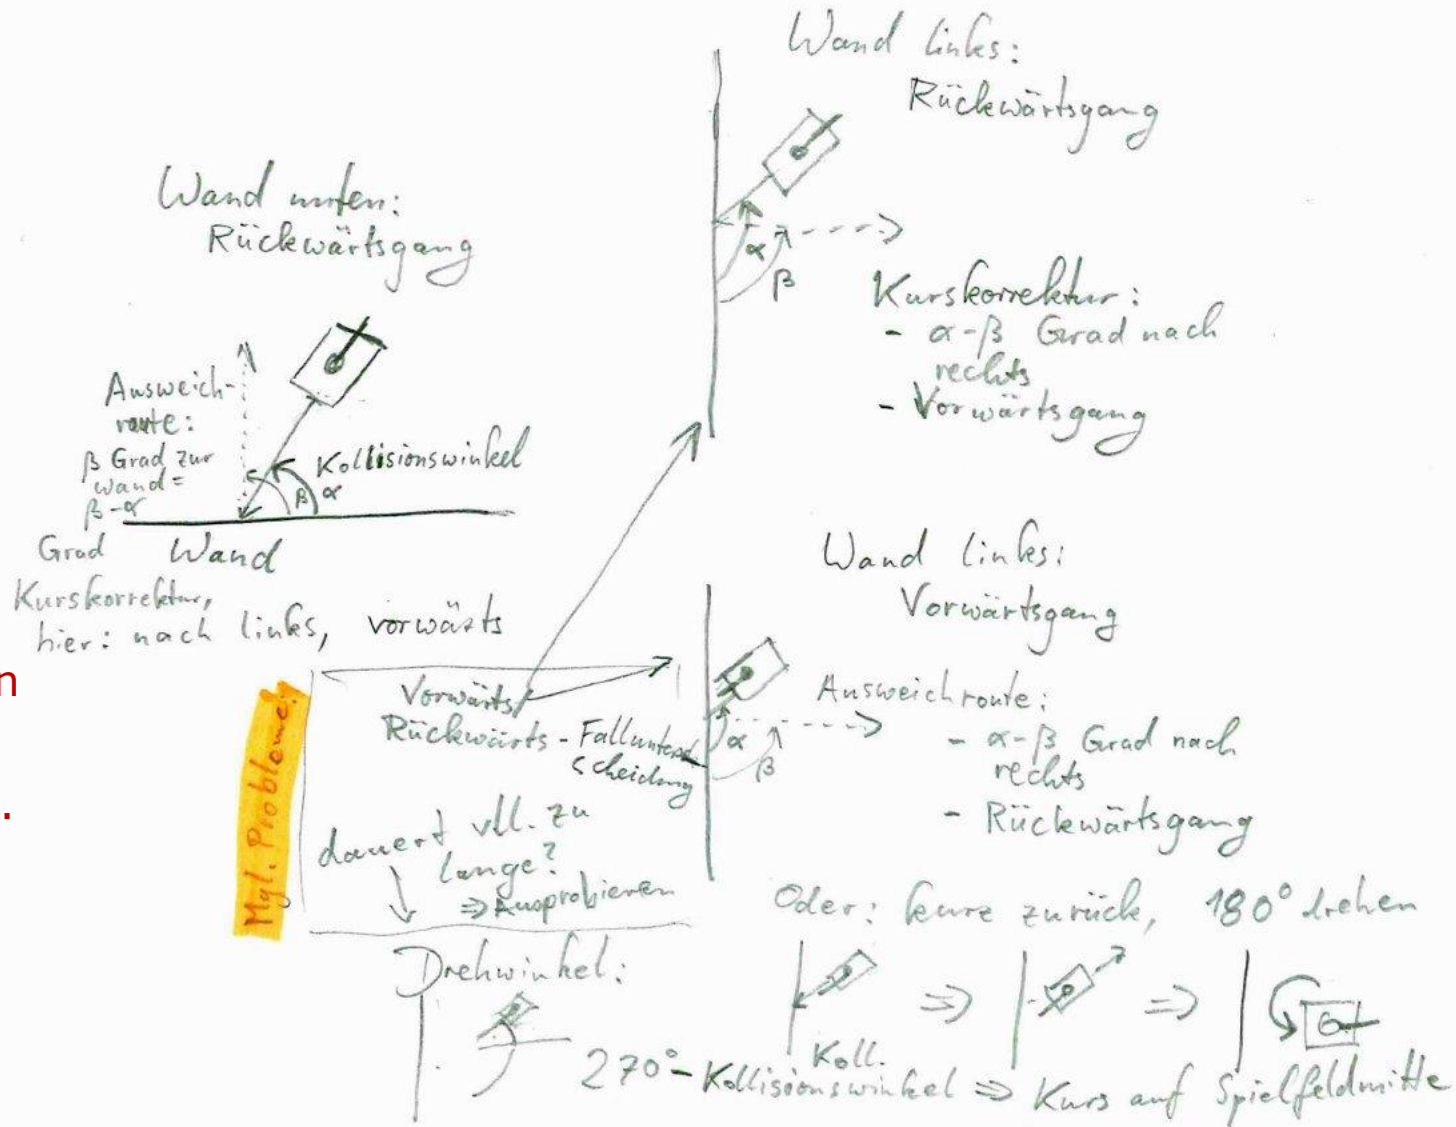 Wand links:
Rückwärtsgang
α
β
Kurskorrektur:
- α-β Grad nach
rechts
- Vorwärtsgang
Wand unten:
Rückwärtsgang
Ausweich-
route:
β Grad zur
wand =
β-α
Grad
Kurskorrektur,
hier: nach links, vorwärts
Kollisionswinkel
β α
Wand
Wand links:
Vorwärtsgang
α
β
Ausweichroute:
- α-β Grad nach
rechts
- Rückwärtsgang
n
.
Mgl. Probleme:
Vorwärts/
Rückwärts - Fallunter-
scheidung
dauert vll. zu
lange?
⇒ Ausprobieren
Oder: kurz zurück, 180° drehen
⇒ ⇒
Koll.
Drehwinkel:
270° - Kollisionswinkel ⇒ Kurs auf Spielfeldmitte